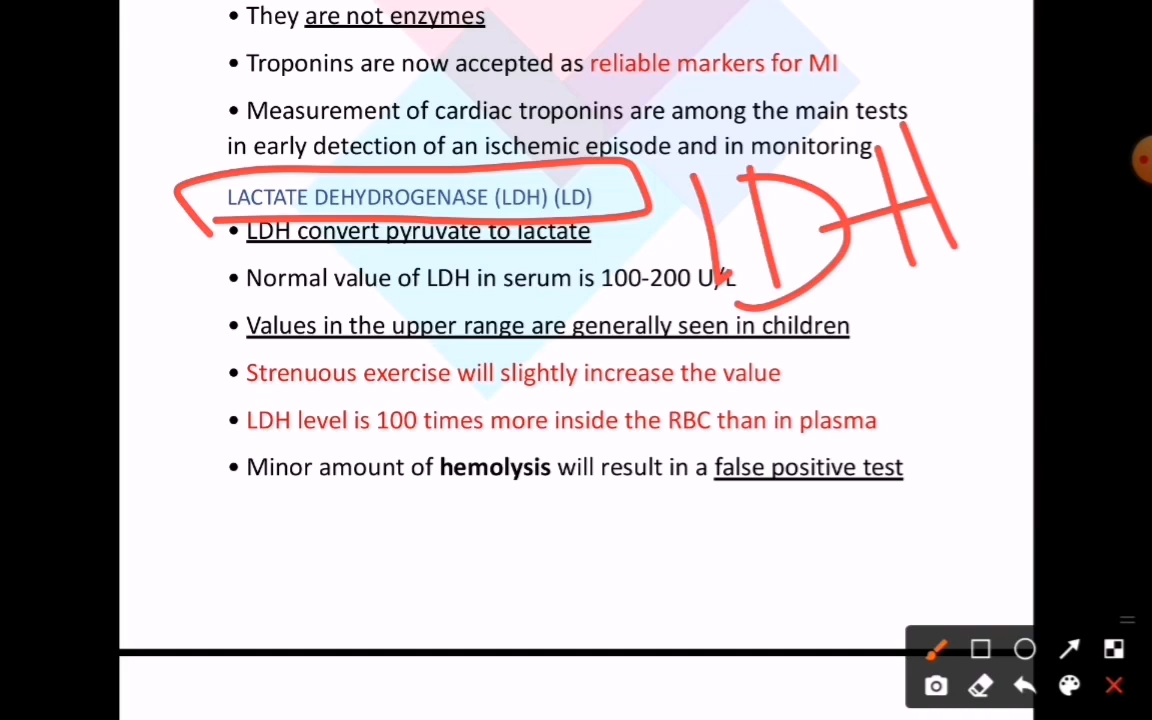 • They are not enzymes
• Troponins are now accepted as reliable markers for MI
• Measurement of cardiac troponins are among the main tests
in early detection of an ischemic episode and in monitoring
LACTATE DEHYDROGENASE (LDH) (LD)
LDH
• LDH convert pyruvate to lactate
• Normal value of LDH in serum is 100-200 U/L
• Values in the upper range are generally seen in children
• Strenuous exercise will slightly increase the value
• LDH level is 100 times more inside the RBC than in plasma
• Minor amount of hemolysis will result in a false positive test